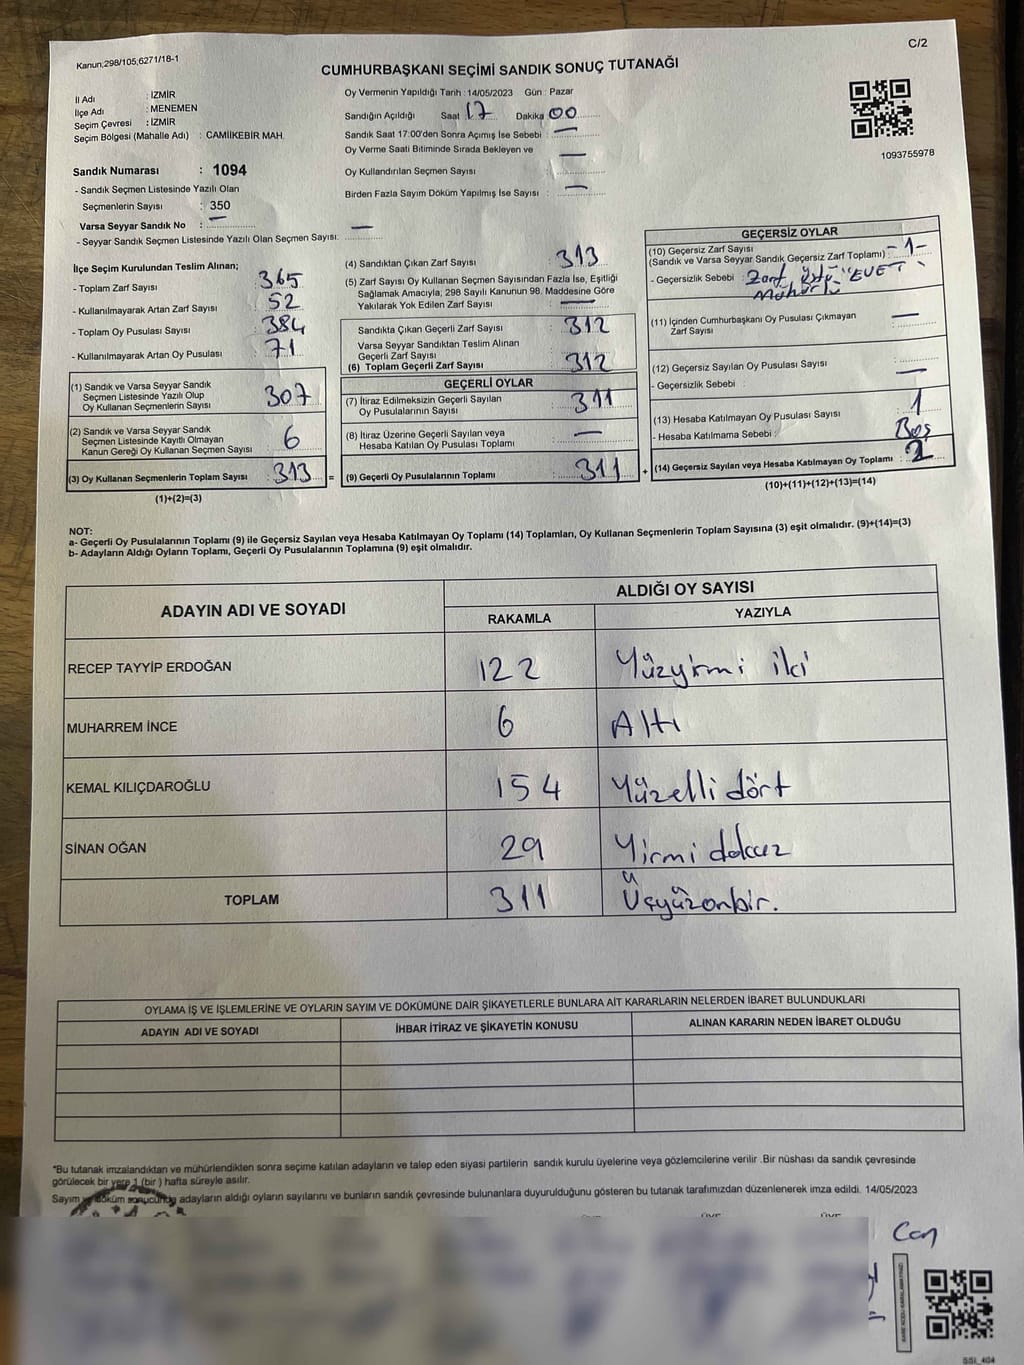 Kanun,298/105,6271/18-1
C/2
CUMHURBAŞKANI SEÇİMİ SANDIK SONUÇ TUTANAĞI
İl Adı : İZMİR
İlçe Adı : MENEMEN
Seçim Çevresi : İZMİR
Seçim Bölgesi (Mahalle Adı) : CAMİİKEBİR MAH.
Sandık Numarası : 1094
- Sandık Seçmen Listesinde Yazılı Olan
Seçmenlerin Sayısı : 350
Varsa Seyyar Sandık No : —
- Seyyar Sandık Seçmen Listesinde Yazılı Olan Seçmen Sayısı: —
Oy Vermenin Yapıldığı Tarih : 14/05/2023 Gün : Pazar
Sandığın Açıldığı Saat 17 Dakika 00
Sandık Saat 17:00'den Sonra Açımış İse Sebebi : —
Oy Verme Saati Bitiminde Sırada Bekleyen ve
Oy Kullandırılan Seçmen Sayısı —
Birden Fazla Sayım Döküm Yapılmış İse Sayısı : —
1093755978
İlçe Seçim Kurulundan Teslim Alınan;
- Toplam Zarf Sayısı : 365
- Kullanılmayarak Artan Zarf Sayısı : 52
- Toplam Oy Pusulası Sayısı : 384
- Kullanılmayarak Artan Oy Pusulası : 71
(1) Sandık ve Varsa Seyyar Sandık
Seçmen Listesinde Yazılı Olup
Oy Kullanan Seçmenlerin Sayısı : 307
(2) Sandık ve Varsa Seyyar Sandık
Seçmen Listesinde Kayıtlı Olmayan
Kanun Gereği Oy Kullanan Seçmen Sayısı : 6
(3) Oy Kullanan Seçmenlerin Toplam Sayısı : 313
(1)+(2)=(3)
=
(4) Sandıktan Çıkan Zarf Sayısı : 313
(5) Zarf Sayısı Oy Kullanan Seçmen Sayısından Fazla İse, Eşitliği
Sağlamak Amacıyla, 298 Sayılı Kanunun 98. Maddesine Göre
Yakılarak Yok Edilen Zarf Sayısı : —
Sandıkta Çıkan Geçerli Zarf Sayısı : 312
Varsa Seyyar Sandıktan Teslim Alınan
Geçerli Zarf Sayısı
(6) Toplam Geçerli Zarf Sayısı : 312
GEÇERLİ OYLAR
(7) İtiraz Edilmeksizin Geçerli Sayılan
Oy Pusulalarının Sayısı : 311
(8) İtiraz Üzerine Geçerli Sayılan veya
Hesaba Katılan Oy Pusulası Toplamı : —
(9) Geçerli Oy Pusulalarının Toplamı : 311
+
GEÇERSİZ OYLAR
(10) Geçersiz Zarf Sayısı
(Sandık ve Varsa Seyyar Sandık Geçersiz Zarf Toplamı) : -1-
- Geçersizlik Sebebi : Zarf üstü "EVET"
Mühürlü
(11) İçinden Cumhurbaşkanı Oy Pusulası Çıkmayan
Zarf Sayısı : —
(12) Geçersiz Sayılan Oy Pusulası Sayısı : —
- Geçersizlik Sebebi :
(13) Hesaba Katılmayan Oy Pusulası Sayısı : 1
- Hesaba Katılmama Sebebi : Boş
(14) Geçersiz Sayılan veya Hesaba Katılmayan Oy Toplamı : 2
(10)+(11)+(12)+(13)=(14)
NOT:
a- Geçerli Oy Pusulalarının Toplamı (9) ile Geçersiz Sayılan veya Hesaba Katılmayan Oy Toplamı (14) Toplamları, Oy Kullanan Seçmenlerin Toplam Sayısına (3) eşit olmalıdır. (9)+(14)=(3)
b- Adayların Aldığı Oyların Toplamı, Geçerli Oy Pusulalarının Toplamına (9) eşit olmalıdır.
ADAYIN ADI VE SOYADI
ALDIĞI OY SAYISI
RAKAMLA YAZIYLA
RECEP TAYYİP ERDOĞAN 122 Yüzyirmi iki
MUHARREM İNCE 6 Altı
KEMAL KILIÇDAROĞLU 154 Yüzelli dört
SİNAN OĞAN 29 Yirmi dokuz
TOPLAM 311 Üçyüzonbir.
OYLAMA İŞ VE İŞLEMLERİNE VE OYLARIN SAYIM VE DÖKÜMÜNE DAİR ŞİKAYETLERLE BUNLARA AİT KARARLARIN NELERDEN İBARET BULUNDUKLARI
ADAYIN ADI VE SOYADI İHBAR İTİRAZ VE ŞİKAYETİN KONUSU ALINAN KARARIN NEDEN İBARET OLDUĞU
*Bu tutanak imzalandıktan ve mühürlendikten sonra seçime katılan adayların ve talep eden siyasi partilerin sandık kurulu üyelerine veya gözlemcilerine verilir .Bir nüshası da sandık çevresinde
görülecek bir yere 1 (bir ) hafta süreyle asılır.
Sayım ve döküm sonucunda adayların aldığı oyların sayılarını ve bunların sandık çevresinde bulunanlara duyurulduğunu gösteren bu tutanak tarafımızdan düzenlenerek imza edildi. 14/05/2023
ÜYE ÜYE ÜYE
Can